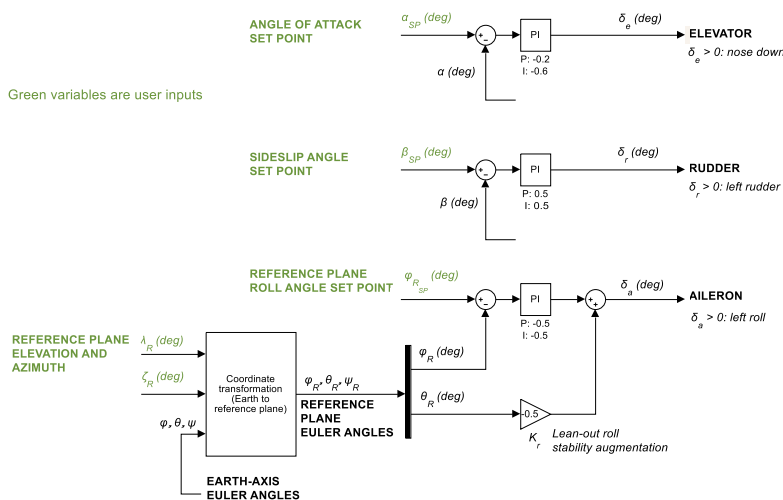 ANGLE OF ATTACK
SET POINT
α_SP (deg)
+
−
PI
P: -0.2
I: -0.6
α (deg)
δ_e (deg)
ELEVATOR
δ_e > 0: nose down
Green variables are user inputs
SIDESLIP ANGLE
SET POINT
β_SP (deg)
+
−
PI
P: 0.5
I: 0.5
β (deg)
δ_r (deg)
RUDDER
δ_r > 0: left rudder
REFERENCE PLANE
ROLL ANGLE SET POINT
φ_R_SP (deg)
+
−
PI
P: -0.5
I: -0.5
+
+
δ_a (deg)
AILERON
δ_a > 0: left roll
REFERENCE PLANE
ELEVATION AND
AZIMUTH
λ_R (deg)
ζ_R (deg)
φ, θ, ψ
Coordinate
transformation
(Earth to
reference plane)
φ_R, θ_R, ψ_R
REFERENCE
PLANE
EULER ANGLES
φ_R (deg)
θ_R (deg)
-0.5
K_r
Lean-out roll
stability augmentation
EARTH-AXIS
EULER ANGLES